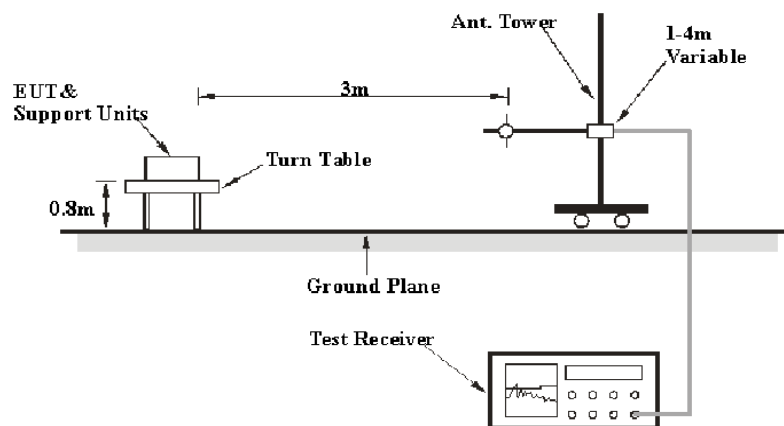 Ant. Tower
1-4m
Variable
EUT&
Support Units
3m
Turn Table
0.8m
Ground Plane
Test Receiver